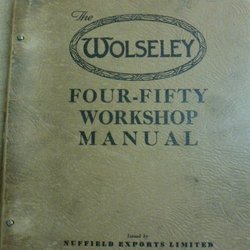 The
WOLSELEY
FOUR-FIFTY
WORKSHOP
MANUAL
Issued by
NUFFIELD EXPORTS LIMITED